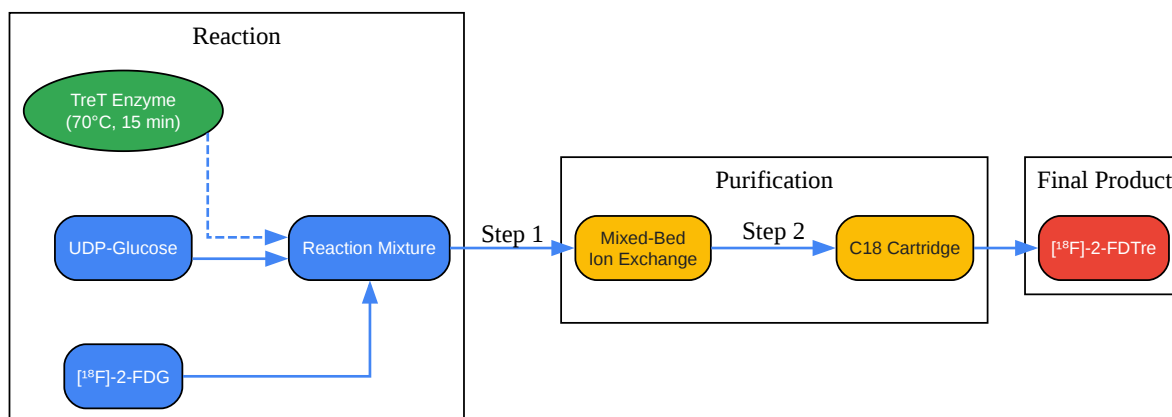 Reaction
TreT Enzyme
(70°C, 15 min)
UDP-Glucose
Reaction Mixture
[¹⁸F]-2-FDG
Step 1
Purification
Mixed-Bed
Ion Exchange
Step 2
C18 Cartridge
Final Product
[¹⁸F]-2-FDTre